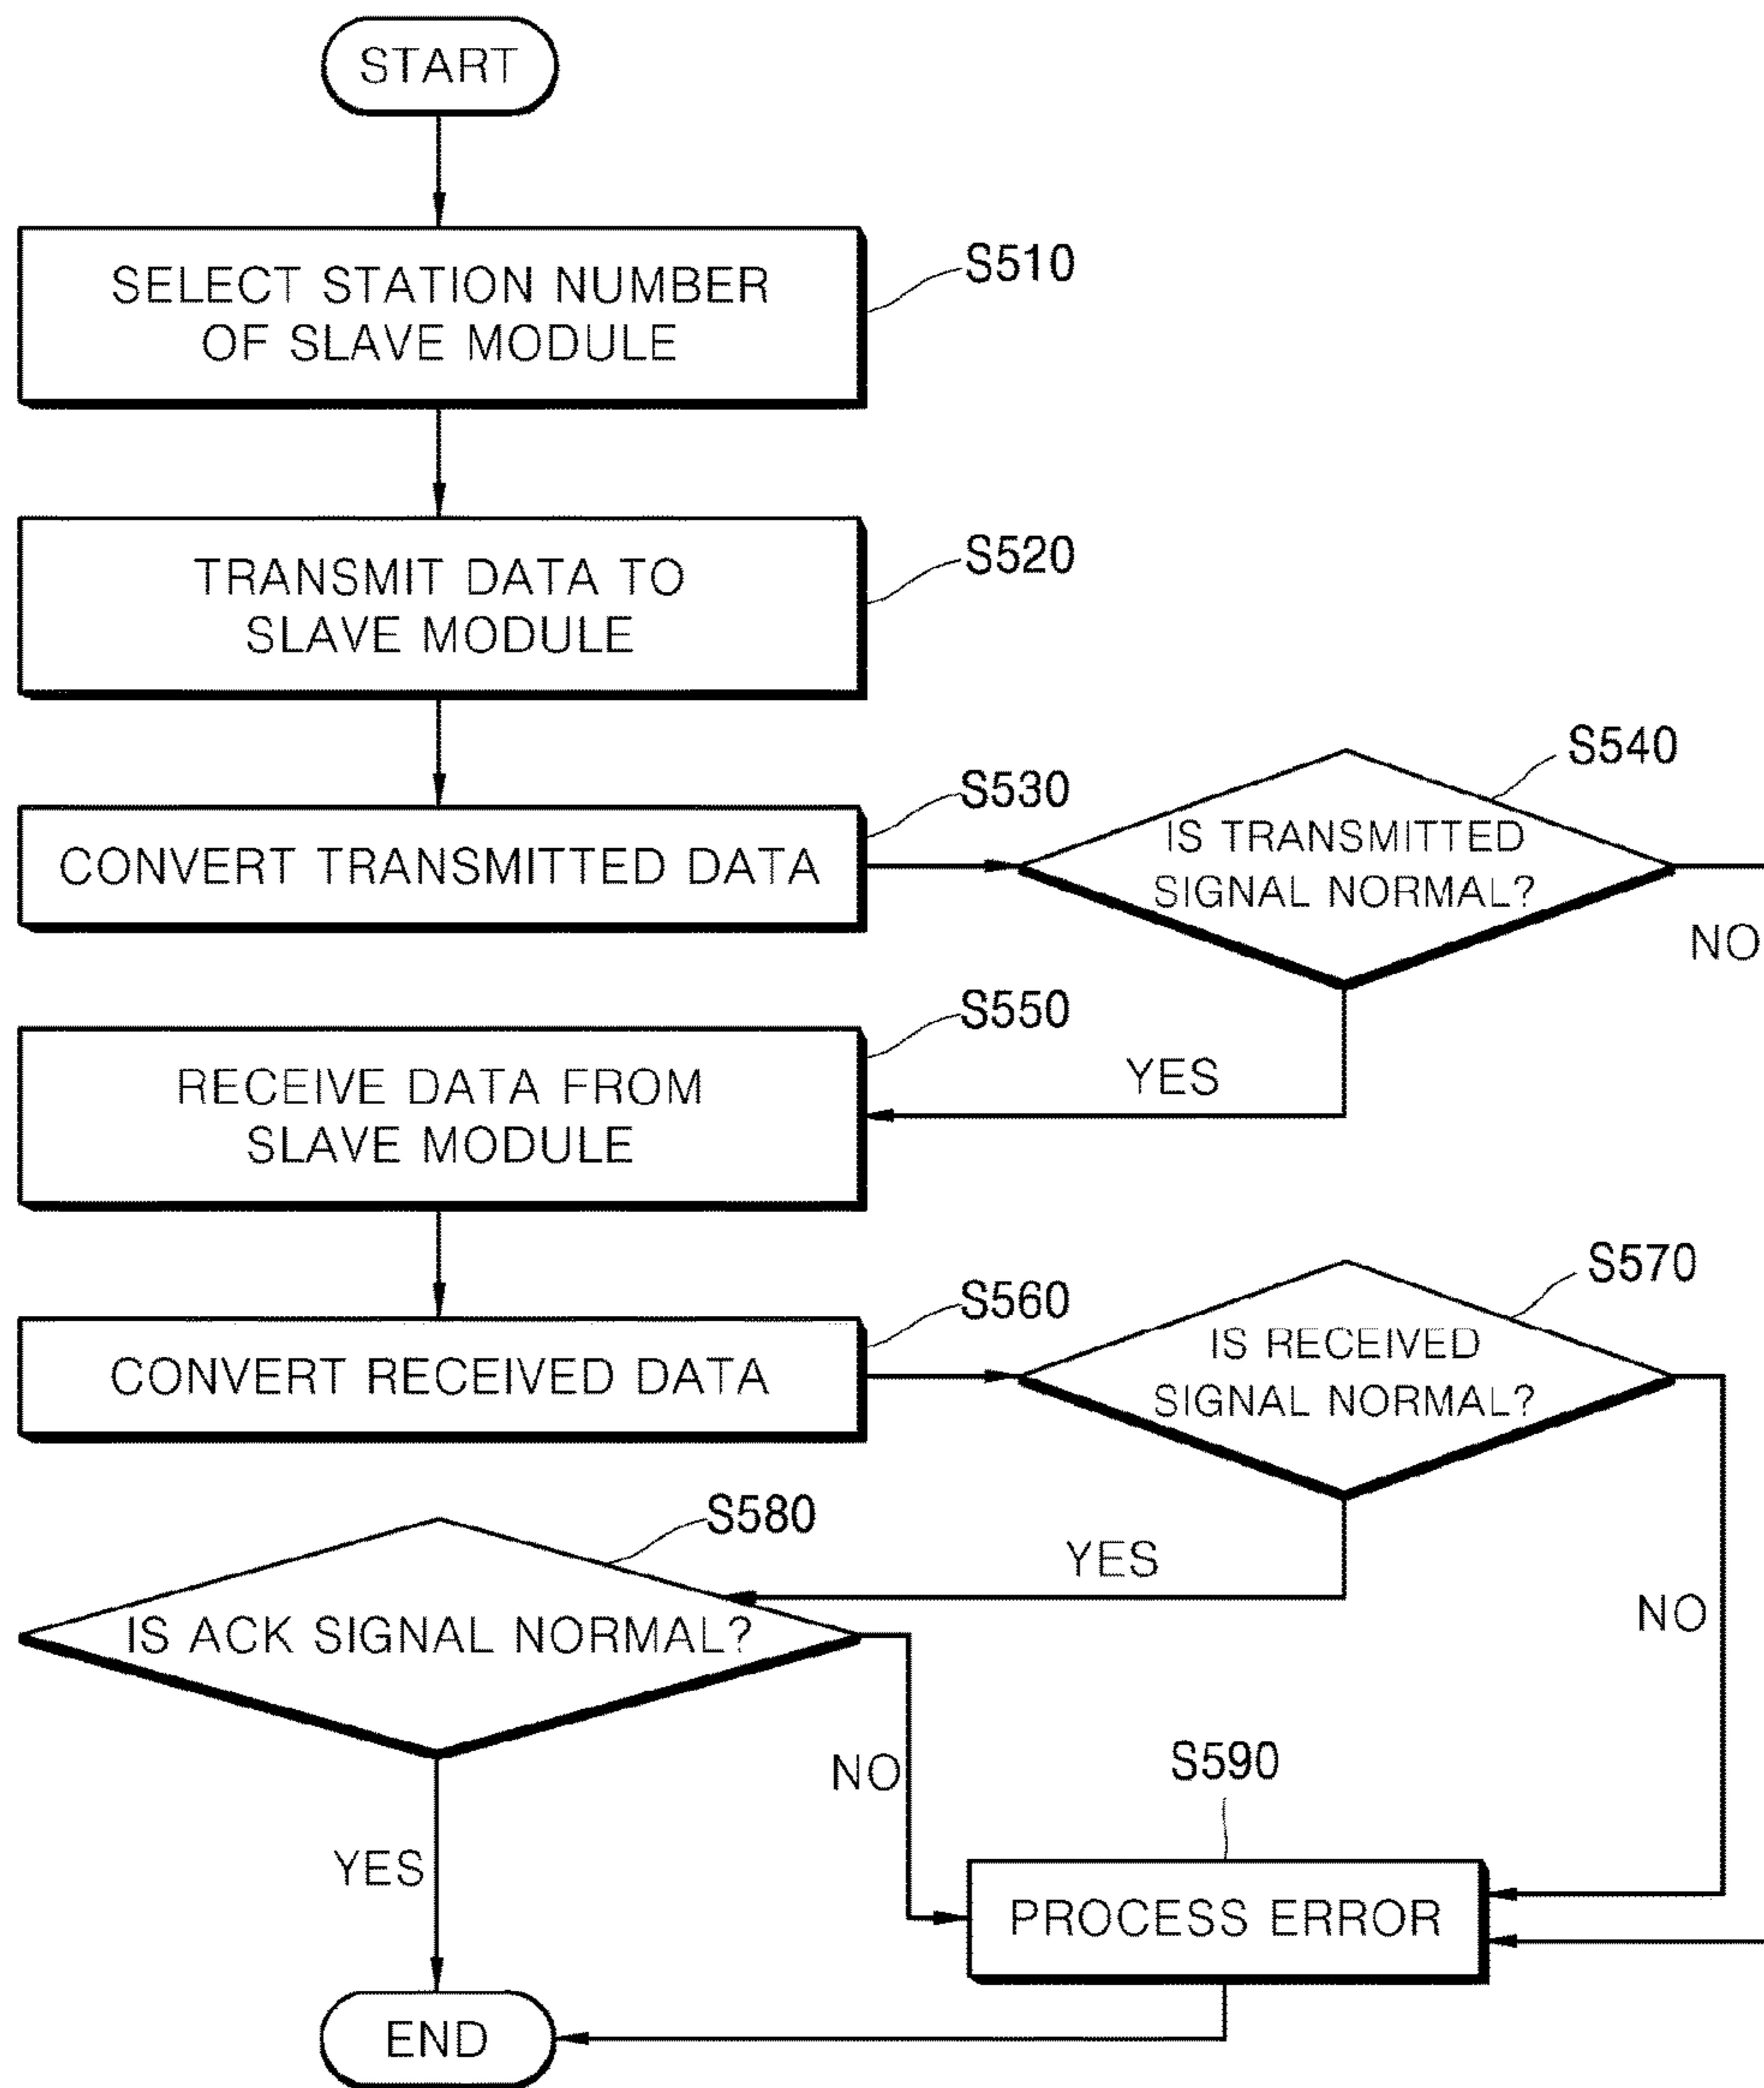 START
SELECT STATION NUMBER
OF SLAVE MODULE
S510
TRANSMIT DATA TO
SLAVE MODULE
S520
CONVERT TRANSMITTED DATA
S530
IS TRANSMITTED
SIGNAL NORMAL?
S540
NO
YES
RECEIVE DATA FROM
SLAVE MODULE
S550
CONVERT RECEIVED DATA
S560
IS RECEIVED
SIGNAL NORMAL?
S570
YES
NO
IS ACK SIGNAL NORMAL?
S580
NO
YES
S590
PROCESS ERROR
END